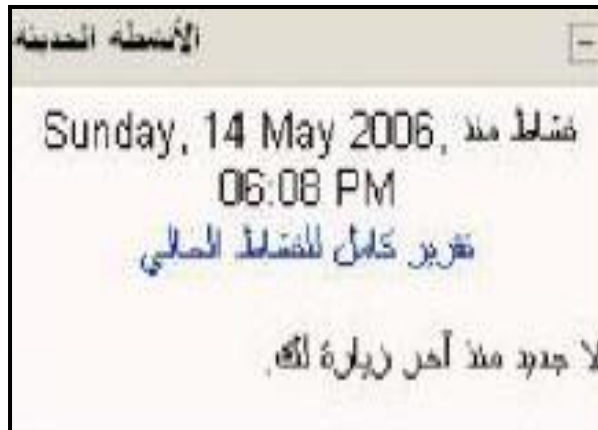 الأنشطة الحديثة
نشاط منذ Sunday, 14 May 2006,
06:08 PM
تقرير كامل للنشاط الحالي
لا جديد منذ آخر زيارة لك.